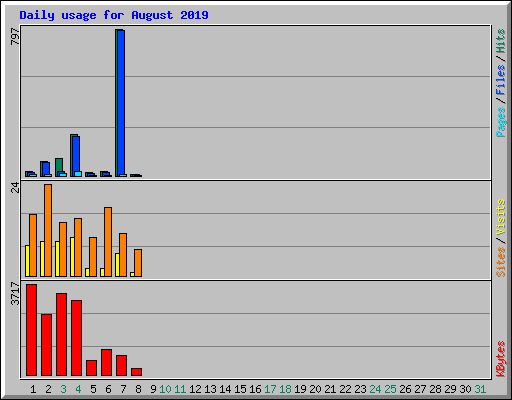 Daily usage for August 2019
797
Pages / Files / Hits
24
Sites / Visits
3717
KBytes
1 2 3 4 5 6 7 8 9 10 11 12 13 14 15 16 17 18 19 20 21 22 23 24 25 26 27 28 29 30 31